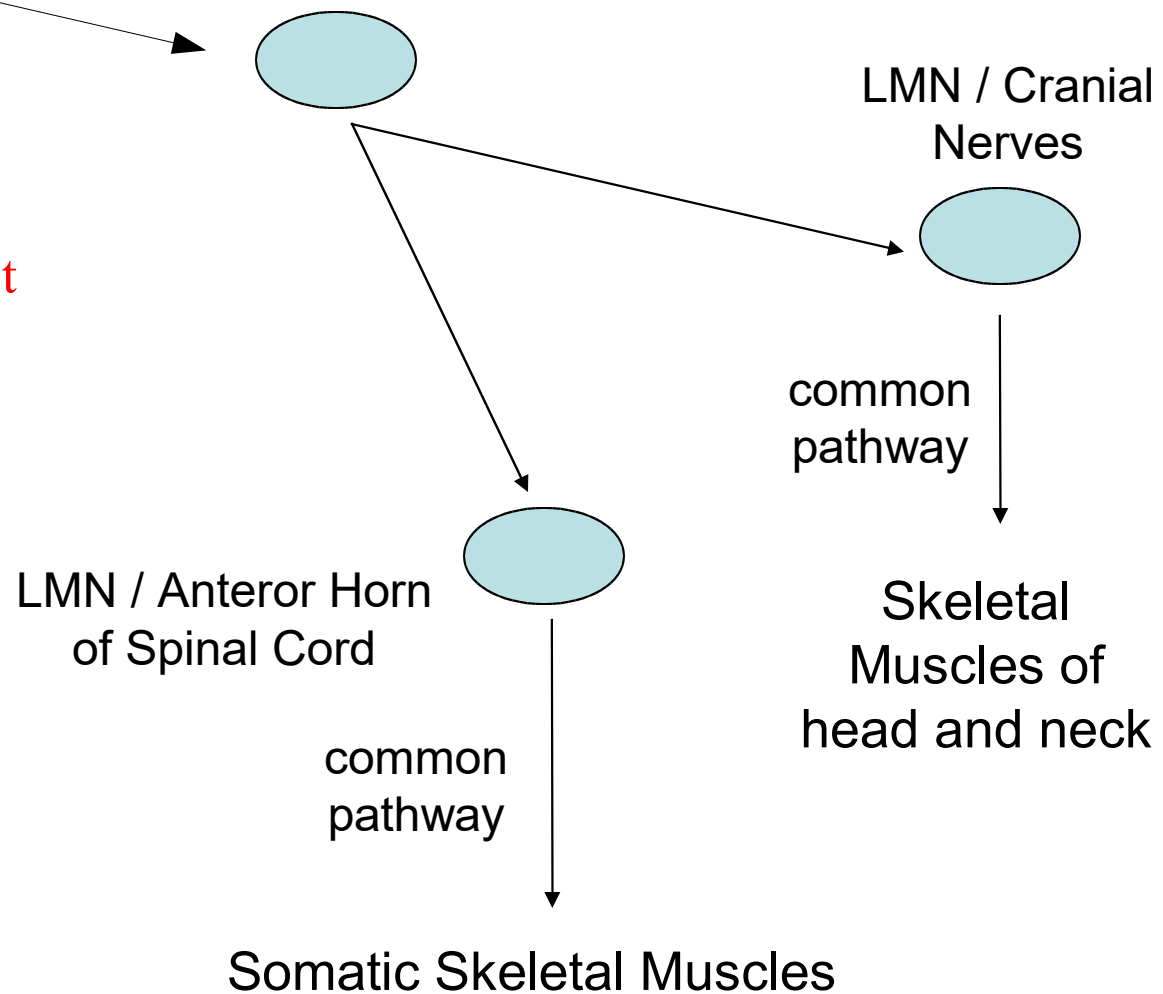 LMN / Cranial
Nerves
t
common
pathway
LMN / Anteror Horn
of Spinal Cord
Skeletal
Muscles of
head and neck
common
pathway
Somatic Skeletal Muscles